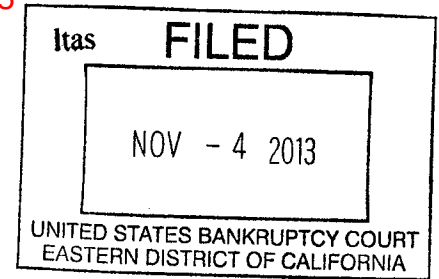 ltas FILED
NOV - 4 2013
UNITED STATES BANKRUPTCY COURT
EASTERN DISTRICT OF CALIFORNIA